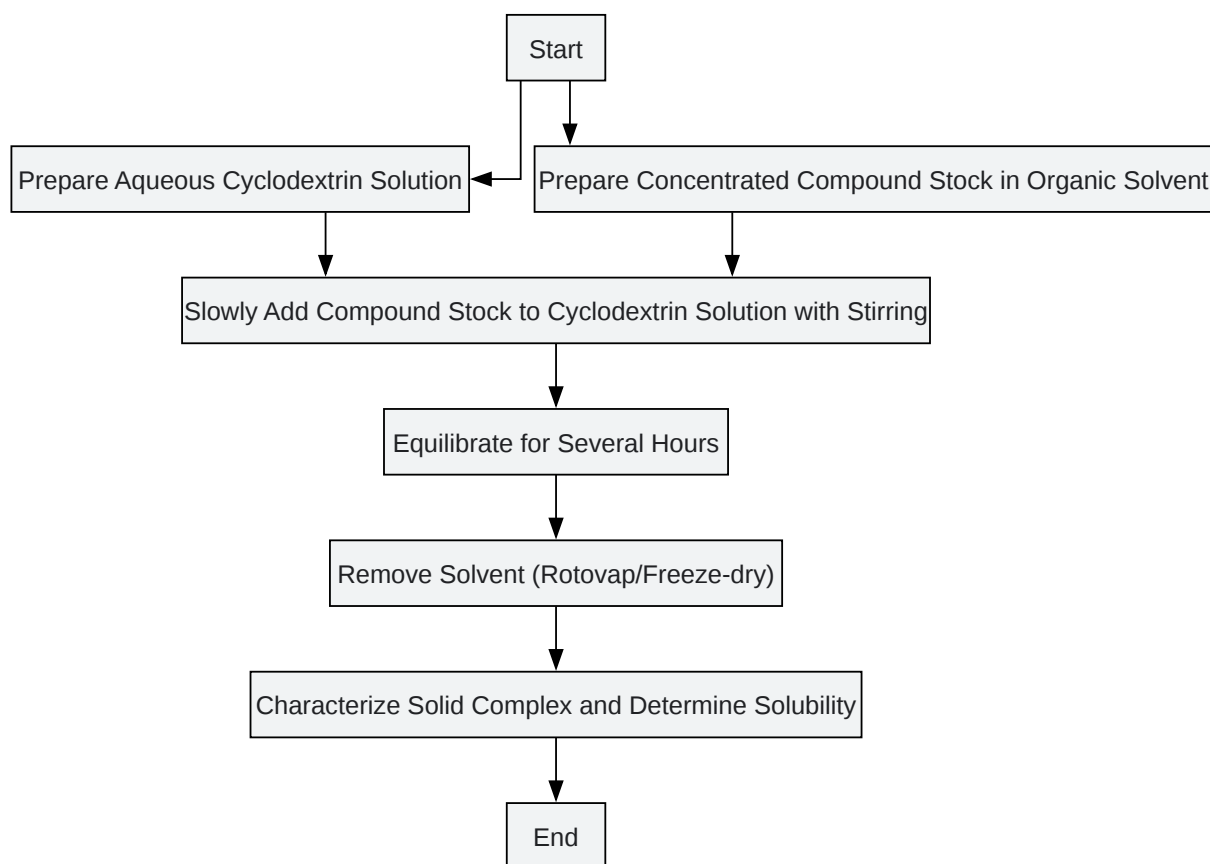 Start
Prepare Aqueous Cyclodextrin Solution
Prepare Concentrated Compound Stock in Organic Solvent
Slowly Add Compound Stock to Cyclodextrin Solution with Stirring
Equilibrate for Several Hours
Remove Solvent (Rotovap/Freeze-dry)
Characterize Solid Complex and Determine Solubility
End